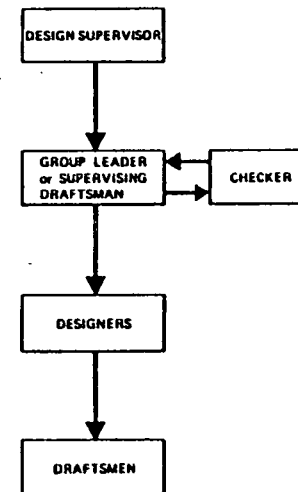 DESIGN SUPERVISOR
GROUP LEADER
or SUPERVISING
DRAFTSMAN
CHECKER
DESIGNERS
DRAFTSMEN